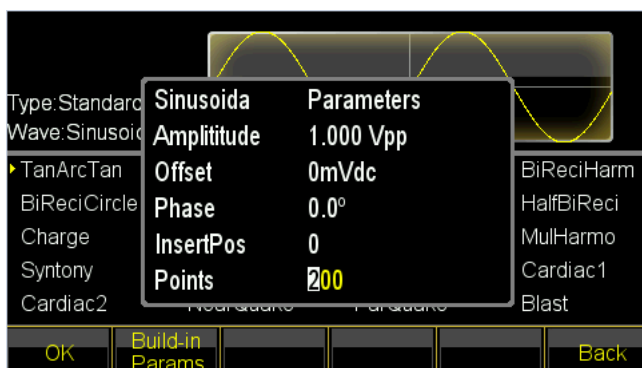 Type:Standard
Wave:Sinusoid
Sinusoida Parameters
Amplititude 1.000 Vpp
Offset 0mVdc
Phase 0.0°
InsertPos 0
Points 200
TanArcTan BiReciHarm
BiReciCircle HalfBiReci
Charge MulHarmo
Syntony Cardiac1
Cardiac2 Blast
OK Build-in Params Back